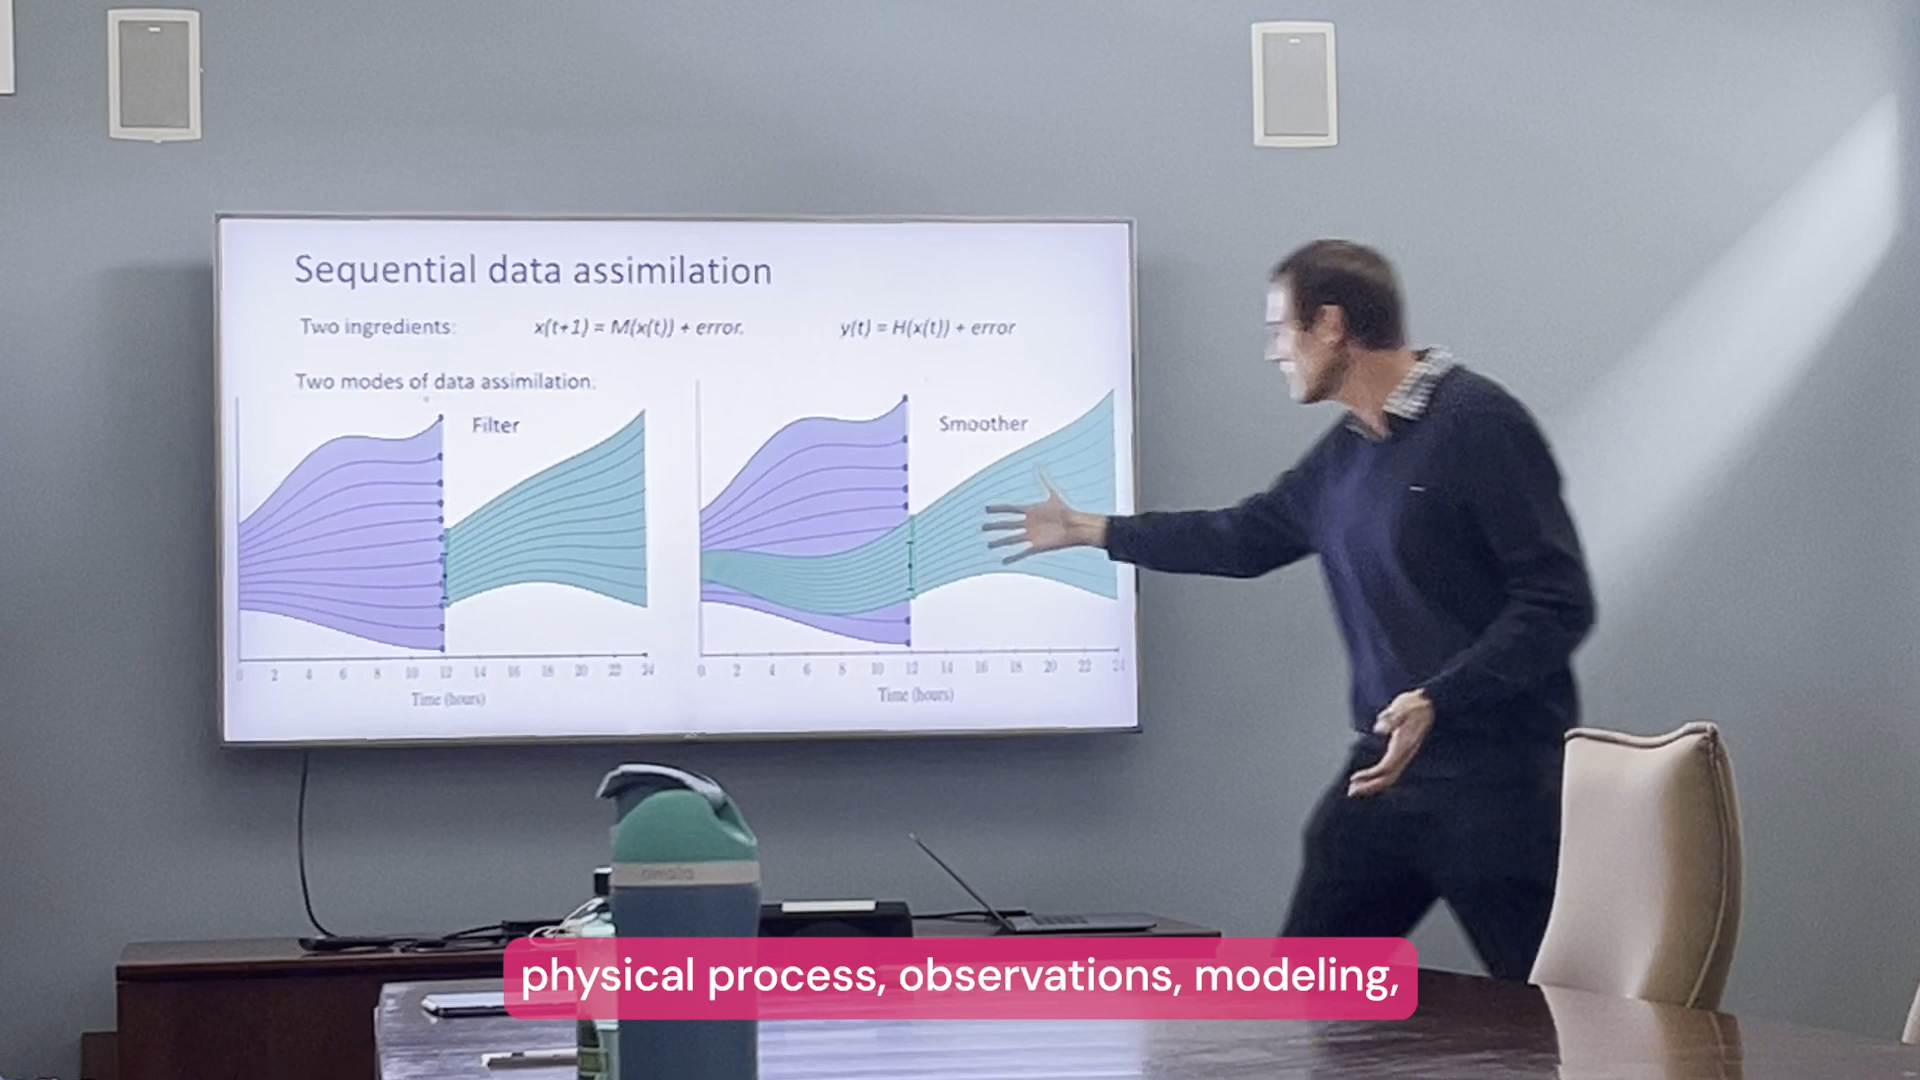 Sequential data assimilation
Two ingredients: x(t+1) = M(x(t)) + error. y(t) = H(x(t)) + error
Two modes of data assimilation:
Filter Smoother
0 2 4 6 8 10 12 14 16 18 20 22 24 0 2 4 6 8 10 12 14 16 18 20 22 24
Time (hours) Time (hours)
owala
physical process, observations, modeling,